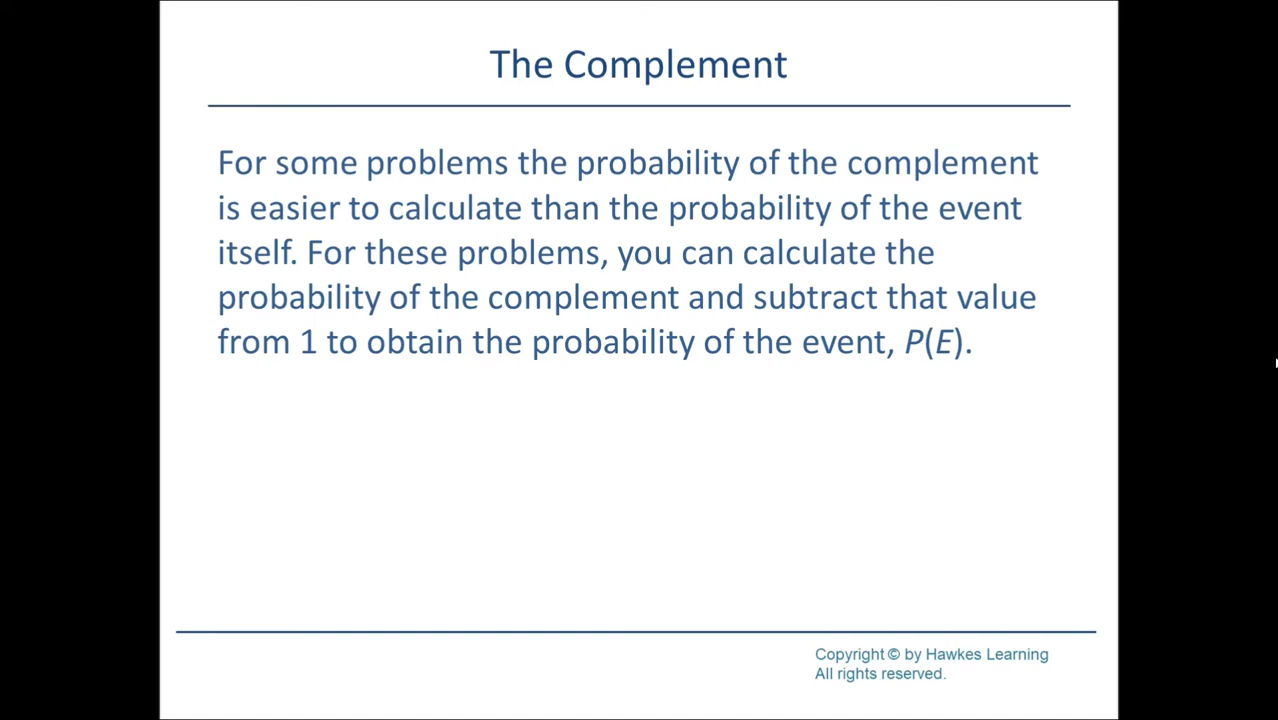 The Complement
For some problems the probability of the complement
is easier to calculate than the probability of the event
itself. For these problems, you can calculate the
probability of the complement and subtract that value
from 1 to obtain the probability of the event, P(E).
Copyright © by Hawkes Learning
All rights reserved.